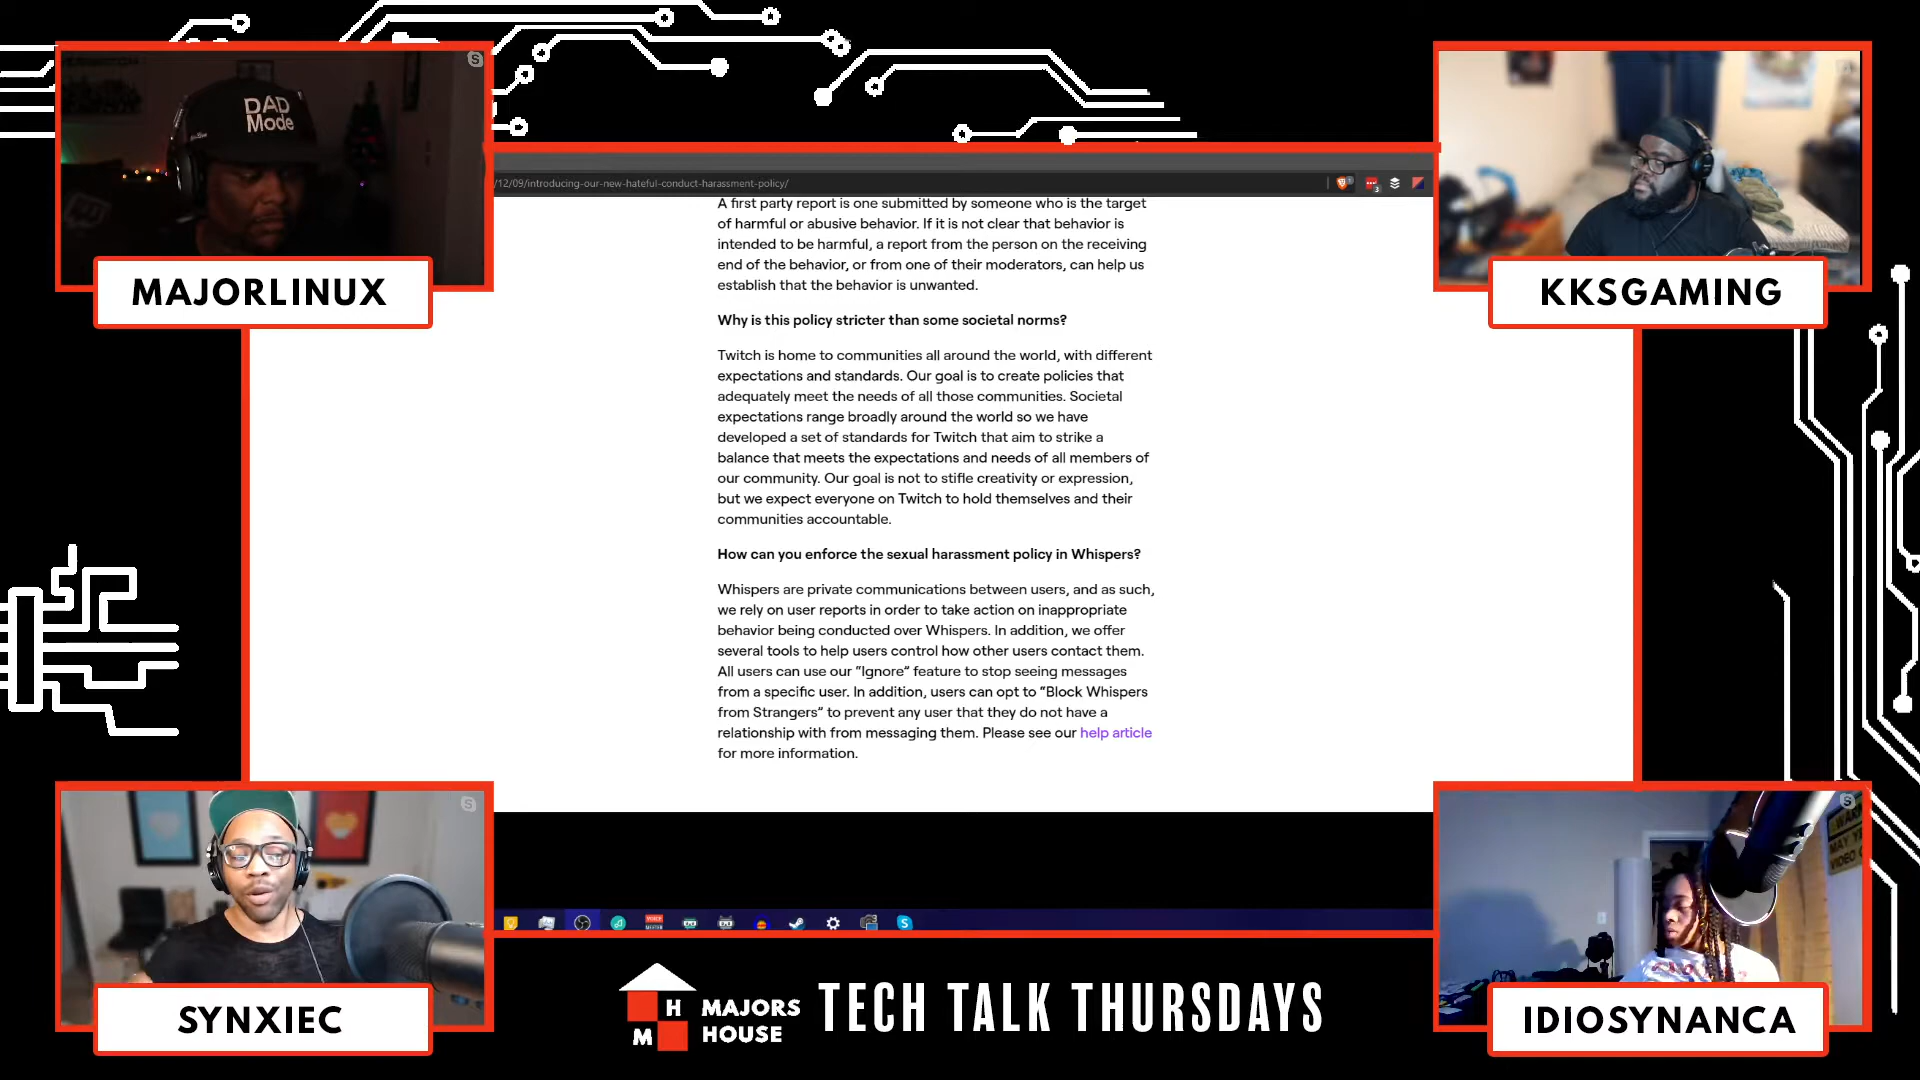 DAD
Mode
MAJORLINUX
KKSGAMING
/12/09/introducing-our-new-hateful-conduct-harassment-policy/
A first party report is one submitted by someone who is the target
of harmful or abusive behavior. If it is not clear that behavior is
intended to be harmful, a report from the person on the receiving
end of the behavior, or from one of their moderators, can help us
establish that the behavior is unwanted.
Why is this policy stricter than some societal norms?
Twitch is home to communities all around the world, with different
expectations and standards. Our goal is to create policies that
adequately meet the needs of all those communities. Societal
expectations range broadly around the world so we have
developed a set of standards for Twitch that aim to strike a
balance that meets the expectations and needs of all members of
our community. Our goal is not to stifle creativity or expression,
but we expect everyone on Twitch to hold themselves and their
communities accountable.
How can you enforce the sexual harassment policy in Whispers?
Whispers are private communications between users, and as such,
we rely on user reports in order to take action on inappropriate
behavior being conducted over Whispers. In addition, we offer
several tools to help users control how other users contact them.
All users can use our “Ignore” feature to stop seeing messages
from a specific user. In addition, users can opt to “Block Whispers
from Strangers” to prevent any user that they do not have a
relationship with from messaging them. Please see our help article
for more information.
SYNXIEC
IDIOSYNANCA
H
M
MAJORS
HOUSE
TECH TALK THURSDAYS